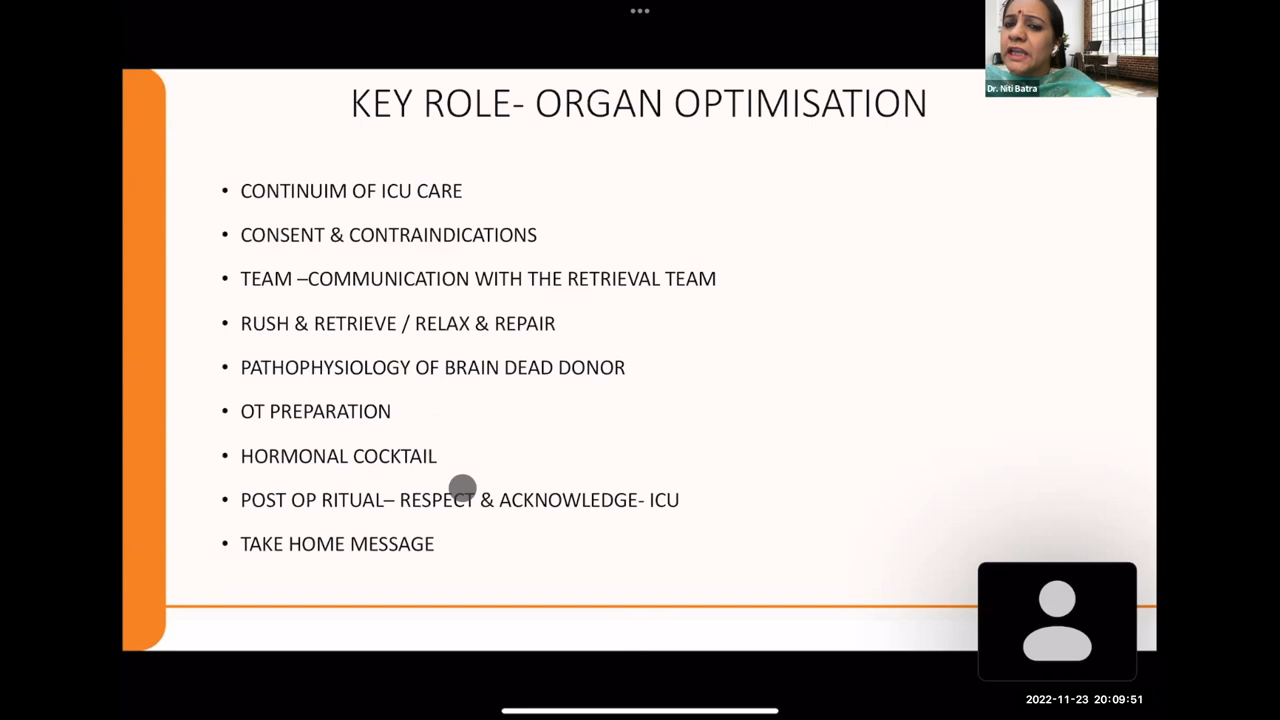 Dr. Niti Batra
KEY ROLE- ORGAN OPTIMISATION
• CONTINUIM OF ICU CARE
• CONSENT & CONTRAINDICATIONS
• TEAM –COMMUNICATION WITH THE RETRIEVAL TEAM
• RUSH & RETRIEVE / RELAX & REPAIR
• PATHOPHYSIOLOGY OF BRAIN DEAD DONOR
• OT PREPARATION
• HORMONAL COCKTAIL
• POST OP RITUAL– RESPECT & ACKNOWLEDGE- ICU
• TAKE HOME MESSAGE
2022-11-23 20:09:51